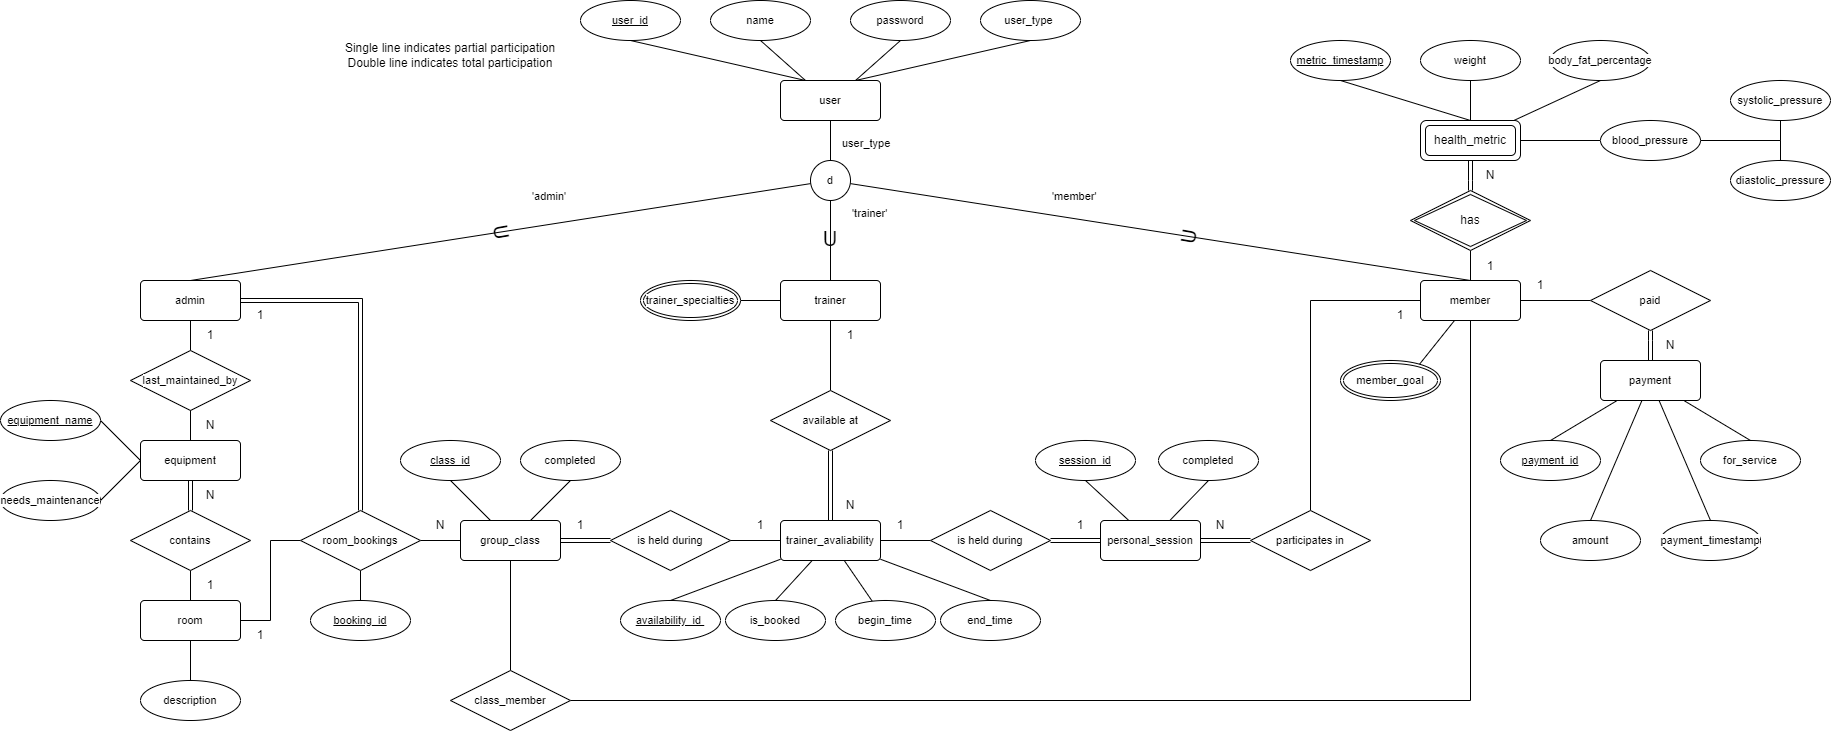 user_id
name
password
user_type
Single line indicates partial participation
Double line indicates total participation
metric_timestamp
weight
body_fat_percentage
user
systolic_pressure
user_type
health_metric
blood_pressure
N
d
diastolic_pressure
'admin'
'member'
'trainer'
has
1
admin
trainer_specialties
trainer
member
paid
1
1
1
1
1
1
N
last_maintained_by
member_goal
payment
equipment_name
available at
N
equipment
class_id
completed
session_id
completed
payment_id
for_service
needs_maintenance
N
N
N
1
1
1
1
N
contains
room_bookings
group_class
is held during
trainer_avaliability
is held during
personal_session
participates in
amount
payment_timestamp
1
room
booking_id
availability_id
is_booked
begin_time
end_time
1
description
class_member